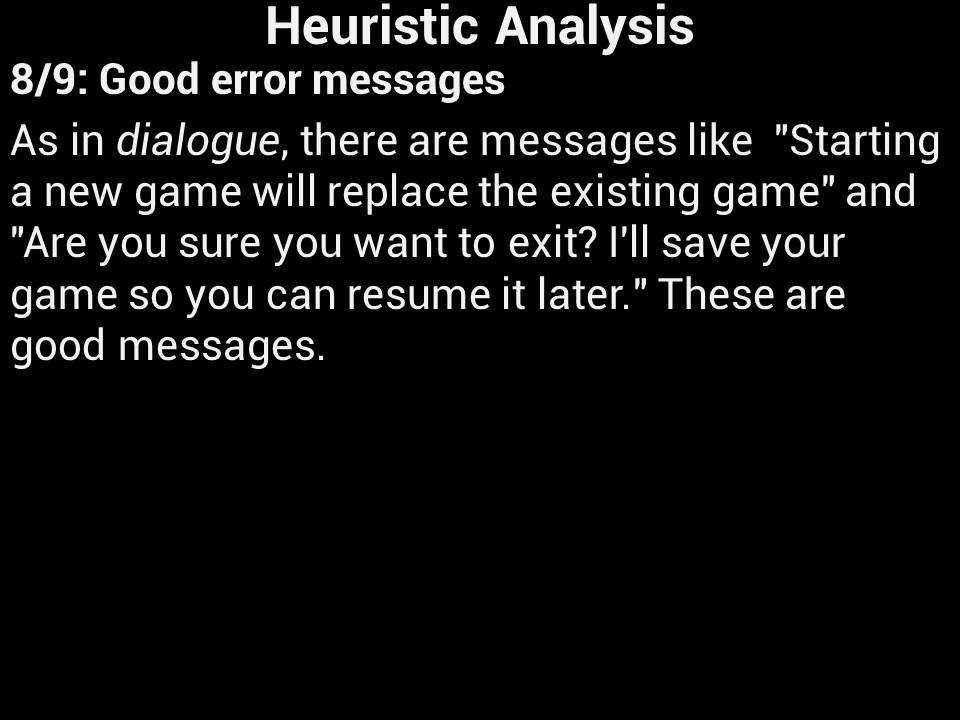 Heuristic Analysis
8/9: Good error messages
As in dialogue, there are messages like  "Starting
a new game will replace the existing game" and
"Are you sure you want to exit? I'll save your
game so you can resume it later." These are
good messages.